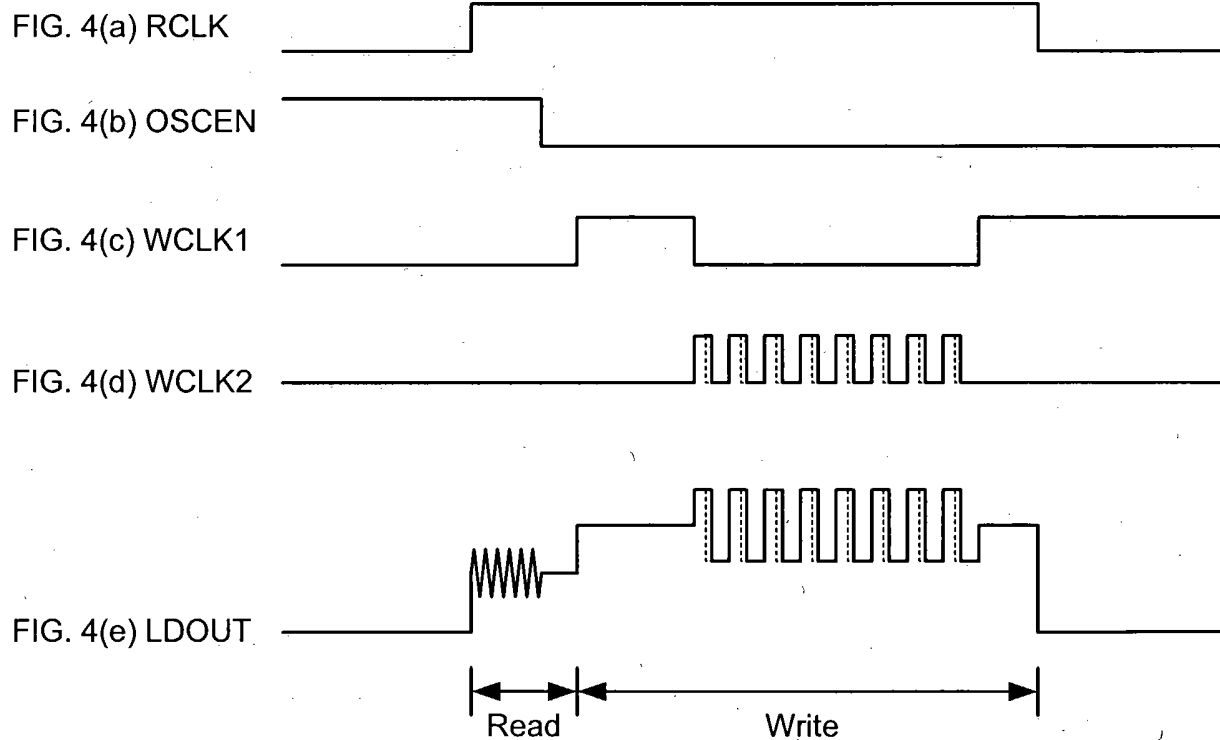 FIG. 4(a) RCLK
FIG. 4(b) OSCEN
FIG. 4(c) WCLK1
FIG. 4(d) WCLK2
FIG. 4(e) LDOUT
Read Write